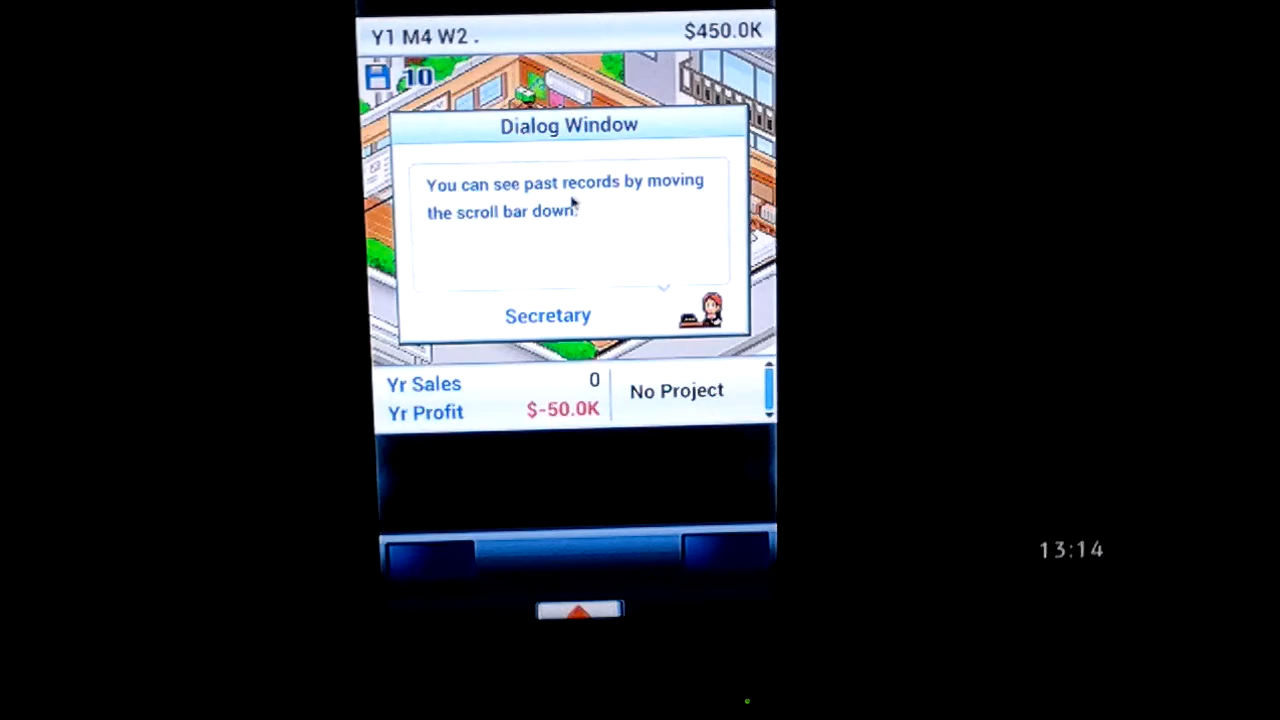 Y1 M4 W2 . $450.0K
10
Dialog Window
You can see past records by moving
the scroll bar down.
Secretary
Yr Sales 0
Yr Profit $-50.0K
No Project
13:14